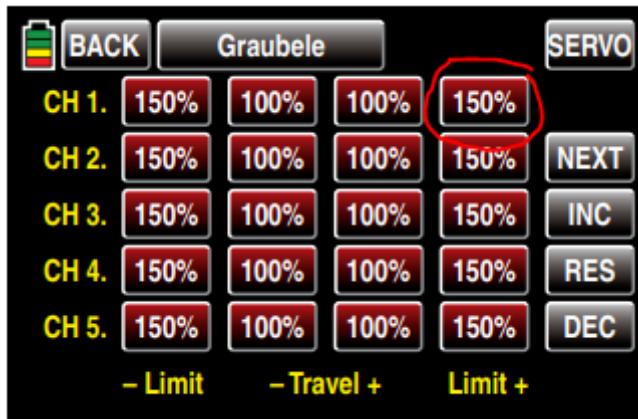 BACK Graubele SERVO
CH 1. 150% 100% 100% 150%
CH 2. 150% 100% 100% 150% NEXT
CH 3. 150% 100% 100% 150% INC
CH 4. 150% 100% 100% 150% RES
CH 5. 150% 100% 100% 150% DEC
– Limit – Travel + Limit +